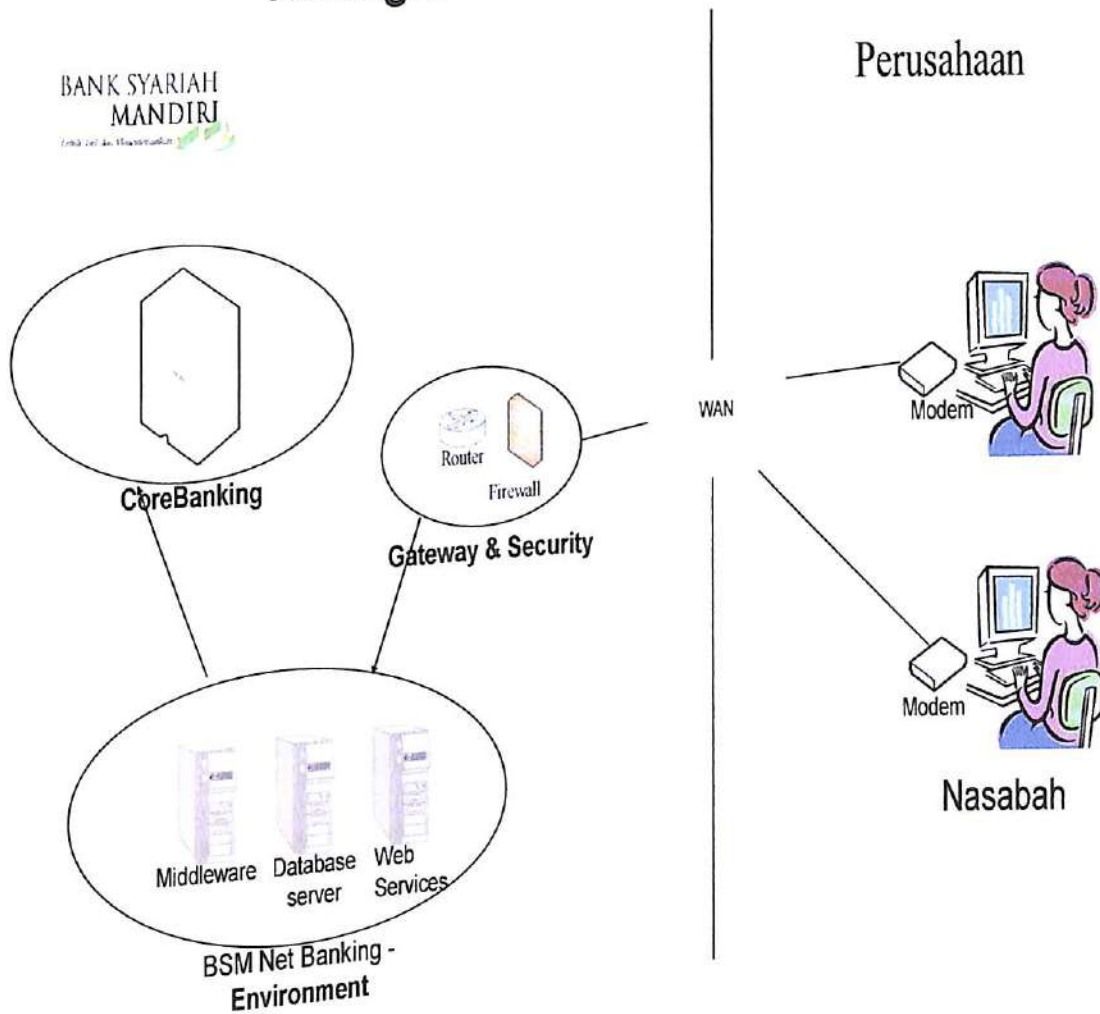 Perusahaan
BANK SYARIAH
MANDIRI
CoreBanking
Router
Firewall
Gateway & Security
WAN
Modem
Modem
Nasabah
Middleware
Database
server
Web
Services
BSM Net Banking -
Environment